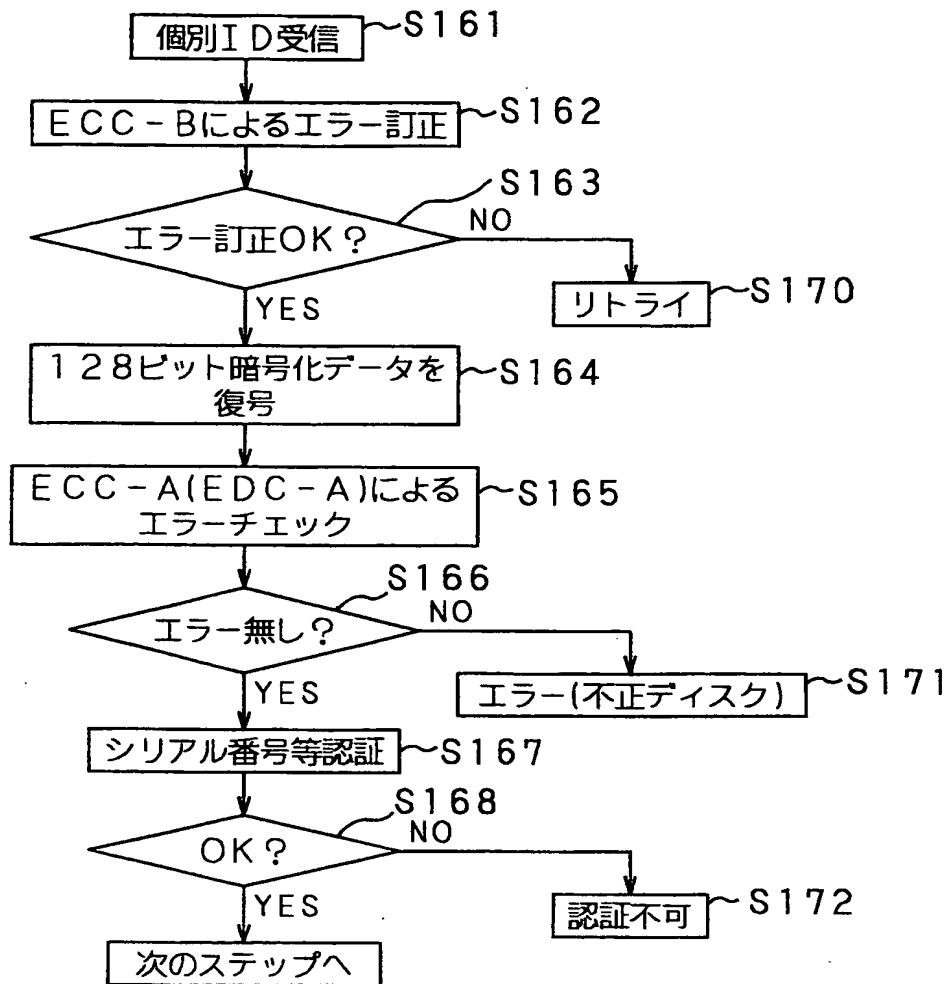 個別ＩＤ受信
S161
ECC-Bによるエラー訂正
S162
エラー訂正OK？
S163
NO
YES
リトライ
S170
128ビット暗号化データを
復号
S164
ECC-A(EDC-A)による
エラーチェック
S165
エラー無し？
S166
NO
YES
エラー(不正ディスク)
S171
シリアル番号等認証
S167
OK？
S168
NO
YES
認証不可
S172
次のステップへ